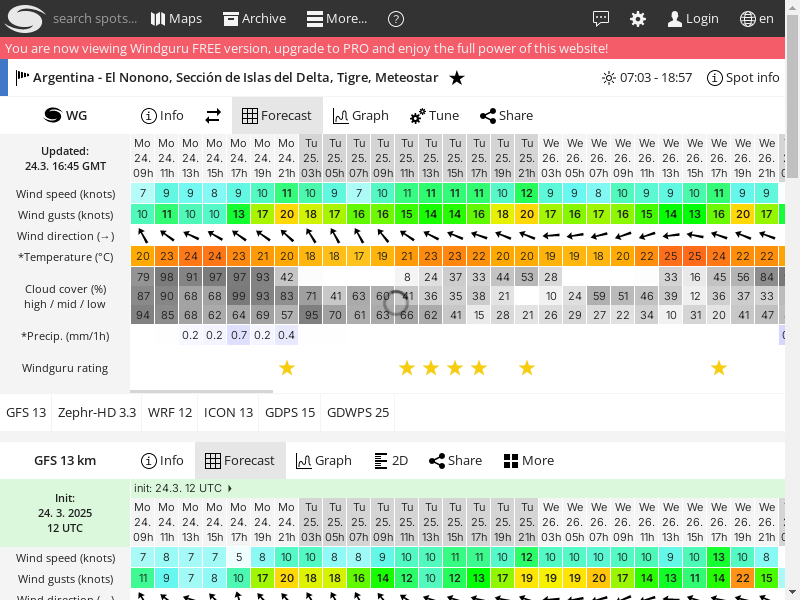 search spots... Maps Archive More... ? Login en
You are now viewing Windguru FREE version, upgrade to PRO and enjoy the full power of this website!
Argentina - El Nonono, Sección de Islas del Delta, Tigre, Meteostar ★ 07:03 - 18:57 Spot info
WG Info Forecast Graph Tune Share
Updated:
24.3. 16:45 GMT
Mo Mo Mo Mo Mo Mo Mo Tu Tu Tu Tu Tu Tu Tu Tu Tu Tu We We We We We We We We We We
24. 24. 24. 24. 24. 24. 24. 25. 25. 25. 25. 25. 25. 25. 25. 25. 25. 26. 26. 26. 26. 26. 26. 26. 26. 26. 26.
09h 11h 13h 15h 17h 19h 21h 03h 05h 07h 09h 11h 13h 15h 17h 19h 21h 03h 05h 07h 09h 11h 13h 15h 17h 19h 21h
Wind speed (knots) 7 9 9 8 9 10 11 10 9 7 10 11 11 11 11 10 12 9 9 8 10 9 9 10 11 9 9
Wind gusts (knots) 10 11 10 10 13 17 20 18 17 16 16 15 14 14 16 18 20 17 16 17 16 15 14 13 16 20 17
Wind direction (→)
*Temperature (°C) 20 23 24 24 23 21 20 18 18 17 19 21 23 23 22 20 20 19 19 18 20 22 25 25 24 22 22
Cloud cover (%)
high / mid / low
79 98 91 97 97 93 42 8 24 37 33 44 53 28 33 16 45 56 84
87 90 68 68 99 93 83 71 41 63 60 41 36 35 38 21 10 24 59 51 46 39 12 36 37 33
94 85 68 62 64 69 57 95 70 61 63 66 62 41 15 28 21 26 29 27 22 34 10 31 20 41 47
*Precip. (mm/1h) 0.2 0.2 0.7 0.2 0.4
Windguru rating ★ ★ ★ ★ ★ ★ ★
GFS 13 Zephr-HD 3.3 WRF 12 ICON 13 GDPS 15 GDWPS 25
GFS 13 km Info Forecast Graph 2D Share More
init: 24.3. 12 UTC
Init:
24. 3. 2025
12 UTC
Mo Mo Mo Mo Mo Mo Mo Tu Tu Tu Tu Tu Tu Tu Tu Tu Tu We We We We We We We We We We
24. 24. 24. 24. 24. 24. 24. 25. 25. 25. 25. 25. 25. 25. 25. 25. 25. 26. 26. 26. 26. 26. 26. 26. 26. 26. 26.
09h 11h 13h 15h 17h 19h 21h 03h 05h 07h 09h 11h 13h 15h 17h 19h 21h 03h 05h 07h 09h 11h 13h 15h 17h 19h 21h
Wind speed (knots) 7 8 7 7 5 8 10 10 8 8 9 10 10 11 11 10 12 10 10 10 10 10 9 10 13 10 8
Wind gusts (knots) 11 9 7 8 10 17 20 18 18 16 14 12 10 12 13 17 19 19 19 20 17 14 13 11 14 22 15
Wind direction (→)